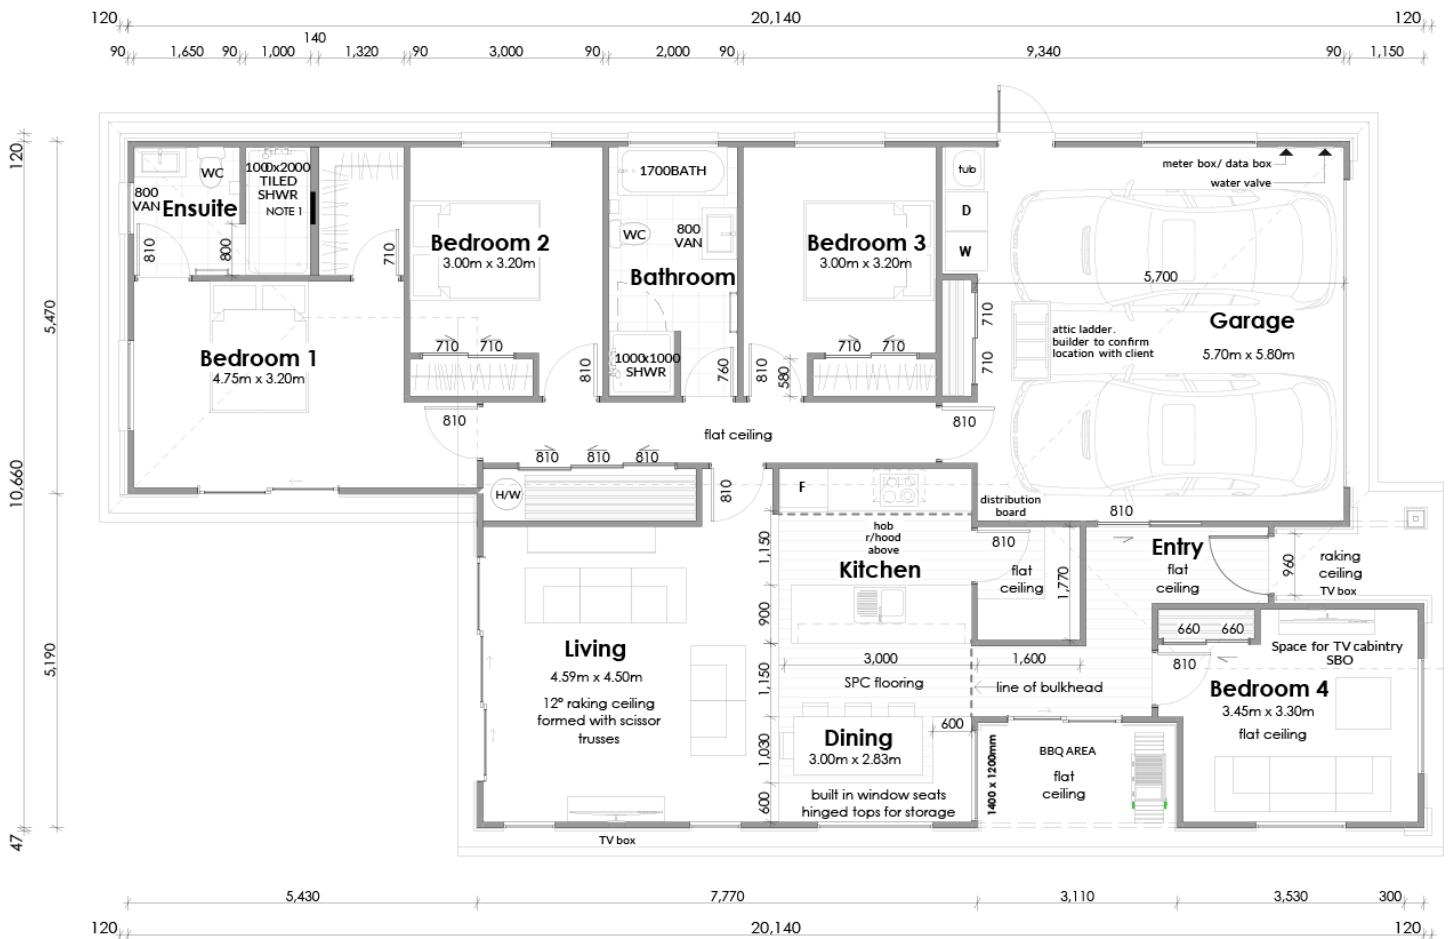 120
20,140
120
140
90
1,650
90
1,000
1,320
90
3,000
90
2,000
90
9,340
90
1,150
120
5,470
10,660
5,190
47
WC
800
VAN
Ensuite
810
800
1000x2000
TILED
SHWR
NOTE 1
710
Bedroom 2
3.00m x 3.20m
710
710
810
1700BATH
WC
800
VAN
Bathroom
1000x1000
SHWR
760
Bedroom 3
3.00m x 3.20m
710
710
810
580
tub
D
W
meter box/ data box
water valve
5,700
710
710
attic ladder.
builder to confirm
location with client
Garage
5.70m x 5.80m
Bedroom 1
4.75m x 3.20m
810
flat ceiling
810
810
810
810
H/W
810
F
distribution
board
810
hob
r/hood
above
Kitchen
1,150
900
1,150
1,030
600
810
flat
ceiling
1,770
Entry
flat
ceiling
960
raking
ceiling
TV box
Living
4.59m x 4.50m
12° raking ceiling
formed with scissor
trusses
3,000
SPC flooring
1,600
line of bulkhead
600
Dining
3.00m x 2.83m
built in window seats
hinged tops for storage
1400 x 1200mm
BBQ AREA
flat
ceiling
660
660
810
Space for TV cabintry
SBO
Bedroom 4
3.45m x 3.30m
flat ceiling
TV box
5,430
7,770
3,110
3,530
300
120
20,140
120